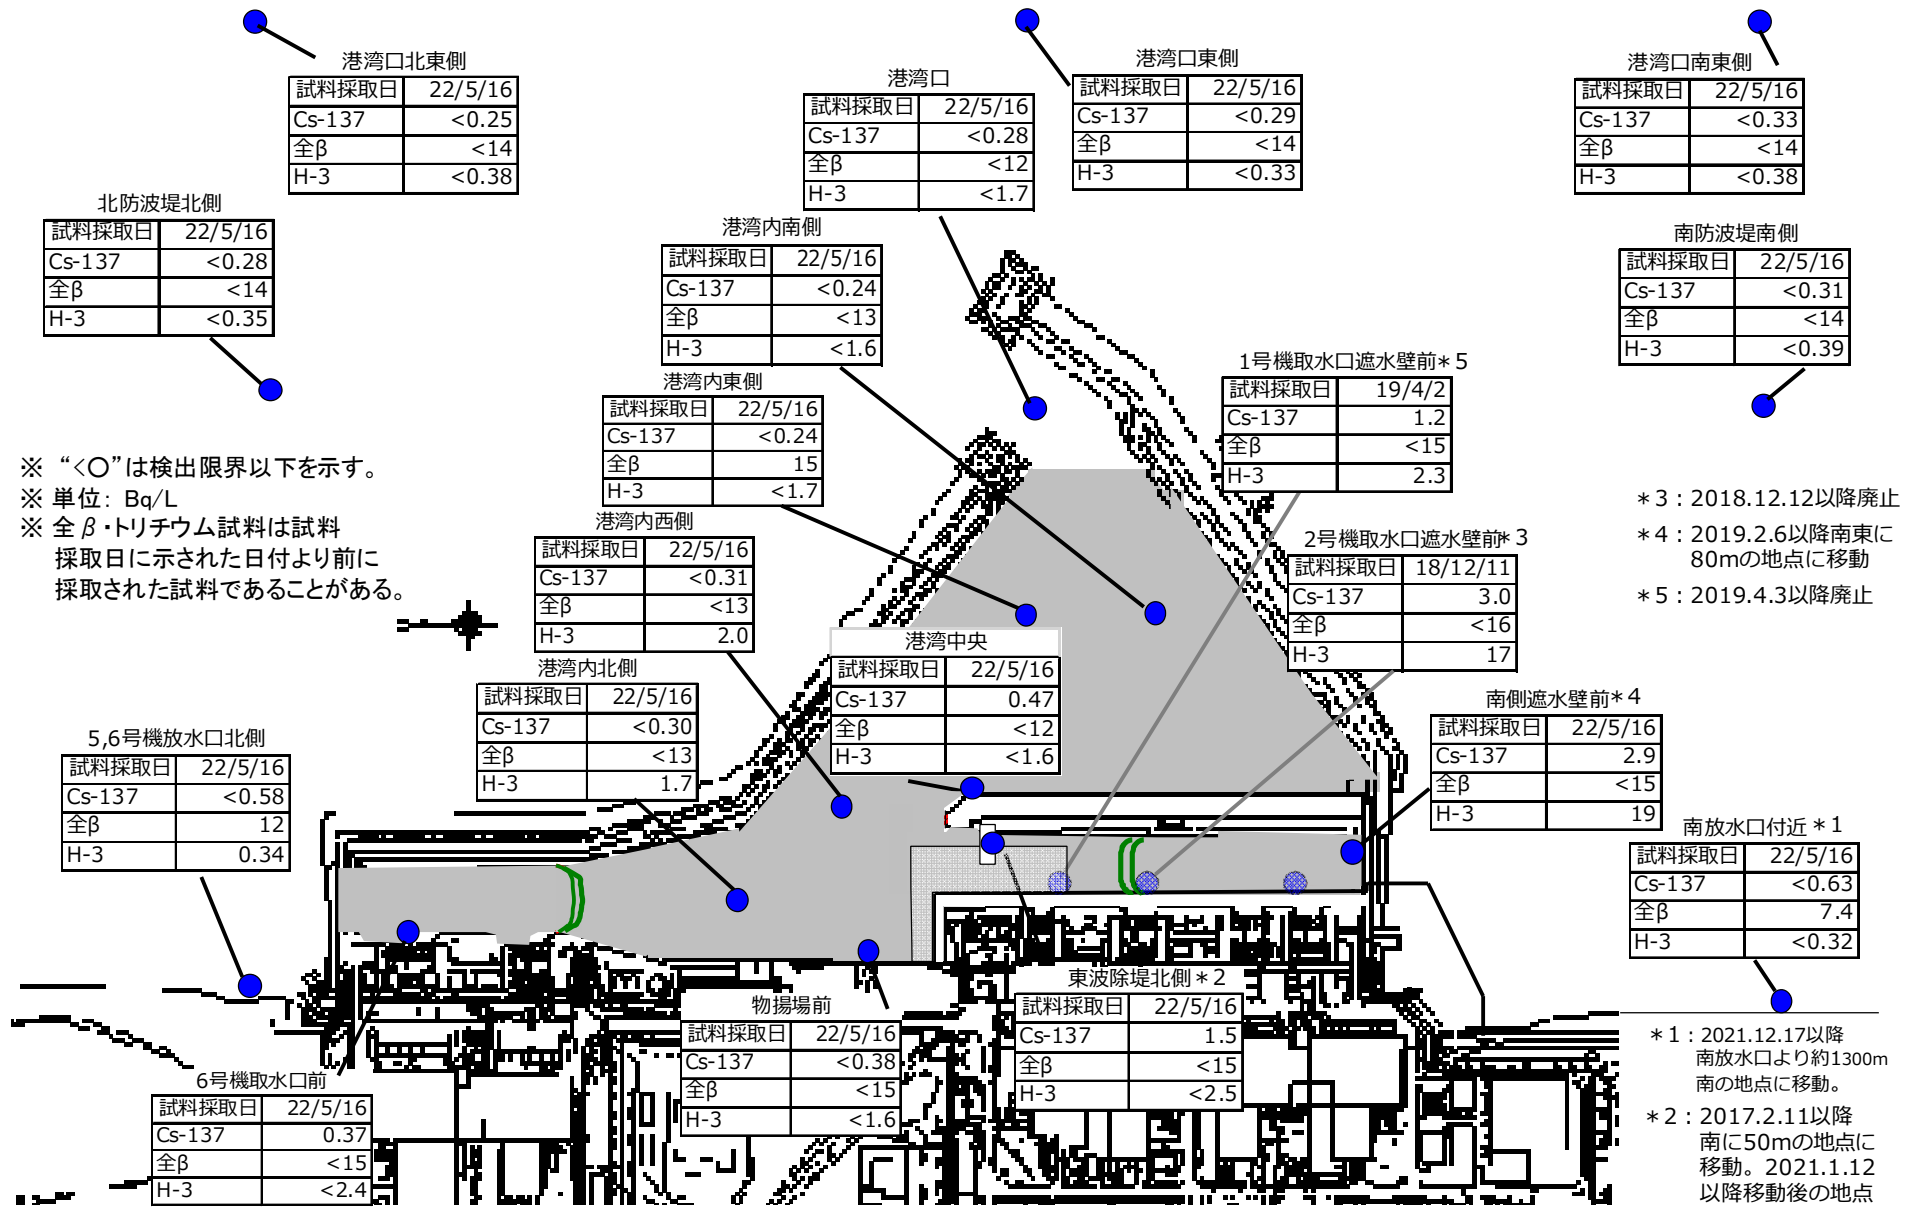 港湾口北東側
試料採取日 22/5/16
Cs-137 <0.25
全β <14
H-3 <0.38
港湾口東側
試料採取日 22/5/16
Cs-137 <0.29
全β <14
H-3 <0.33
港湾口南東側
試料採取日 22/5/16
Cs-137 <0.33
全β <14
H-3 <0.38
港湾口
試料採取日 22/5/16
Cs-137 <0.28
全β <12
H-3 <1.7
北防波堤北側
試料採取日 22/5/16
Cs-137 <0.28
全β <14
H-3 <0.35
港湾内南側
試料採取日 22/5/16
Cs-137 <0.24
全β <13
H-3 <1.6
南防波堤南側
試料採取日 22/5/16
Cs-137 <0.31
全β <14
H-3 <0.39
港湾内東側
試料採取日 22/5/16
Cs-137 <0.24
全β 15
H-3 <1.7
1号機取水口遮水壁前＊5
試料採取日 19/4/2
Cs-137 1.2
全β <15
H-3 2.3
※ “<○”は検出限界以下を示す。
※ 単位: Bq/L
※ 全β・トリチウム試料は試料
採取日に示された日付より前に
採取された試料であることがある。
＊3：2018.12.12以降廃止
＊4：2019.2.6以降南東に
80mの地点に移動
＊5：2019.4.3以降廃止
港湾内西側
試料採取日 22/5/16
Cs-137 <0.31
全β <13
H-3 2.0
2号機取水口遮水壁前＊3
試料採取日 18/12/11
Cs-137 3.0
全β <16
H-3 17
港湾中央
試料採取日 22/5/16
Cs-137 0.47
全β <12
H-3 <1.6
港湾内北側
試料採取日 22/5/16
Cs-137 <0.30
全β <13
H-3 1.7
南側遮水壁前＊4
試料採取日 22/5/16
Cs-137 2.9
全β <15
H-3 19
5,6号機放水口北側
試料採取日 22/5/16
Cs-137 <0.58
全β 12
H-3 0.34
南放水口付近＊1
試料採取日 22/5/16
Cs-137 <0.63
全β 7.4
H-3 <0.32
東波除堤北側＊2
試料採取日 22/5/16
Cs-137 1.5
全β <15
H-3 <2.5
物揚場前
試料採取日 22/5/16
Cs-137 <0.38
全β <15
H-3 <1.6
6号機取水口前
試料採取日 22/5/16
Cs-137 0.37
全β <15
H-3 <2.4
＊1：2021.12.17以降
南放水口より約1300m
南の地点に移動。
＊2：2017.2.11以降
南に50mの地点に
移動。2021.1.12
以降移動後の地点